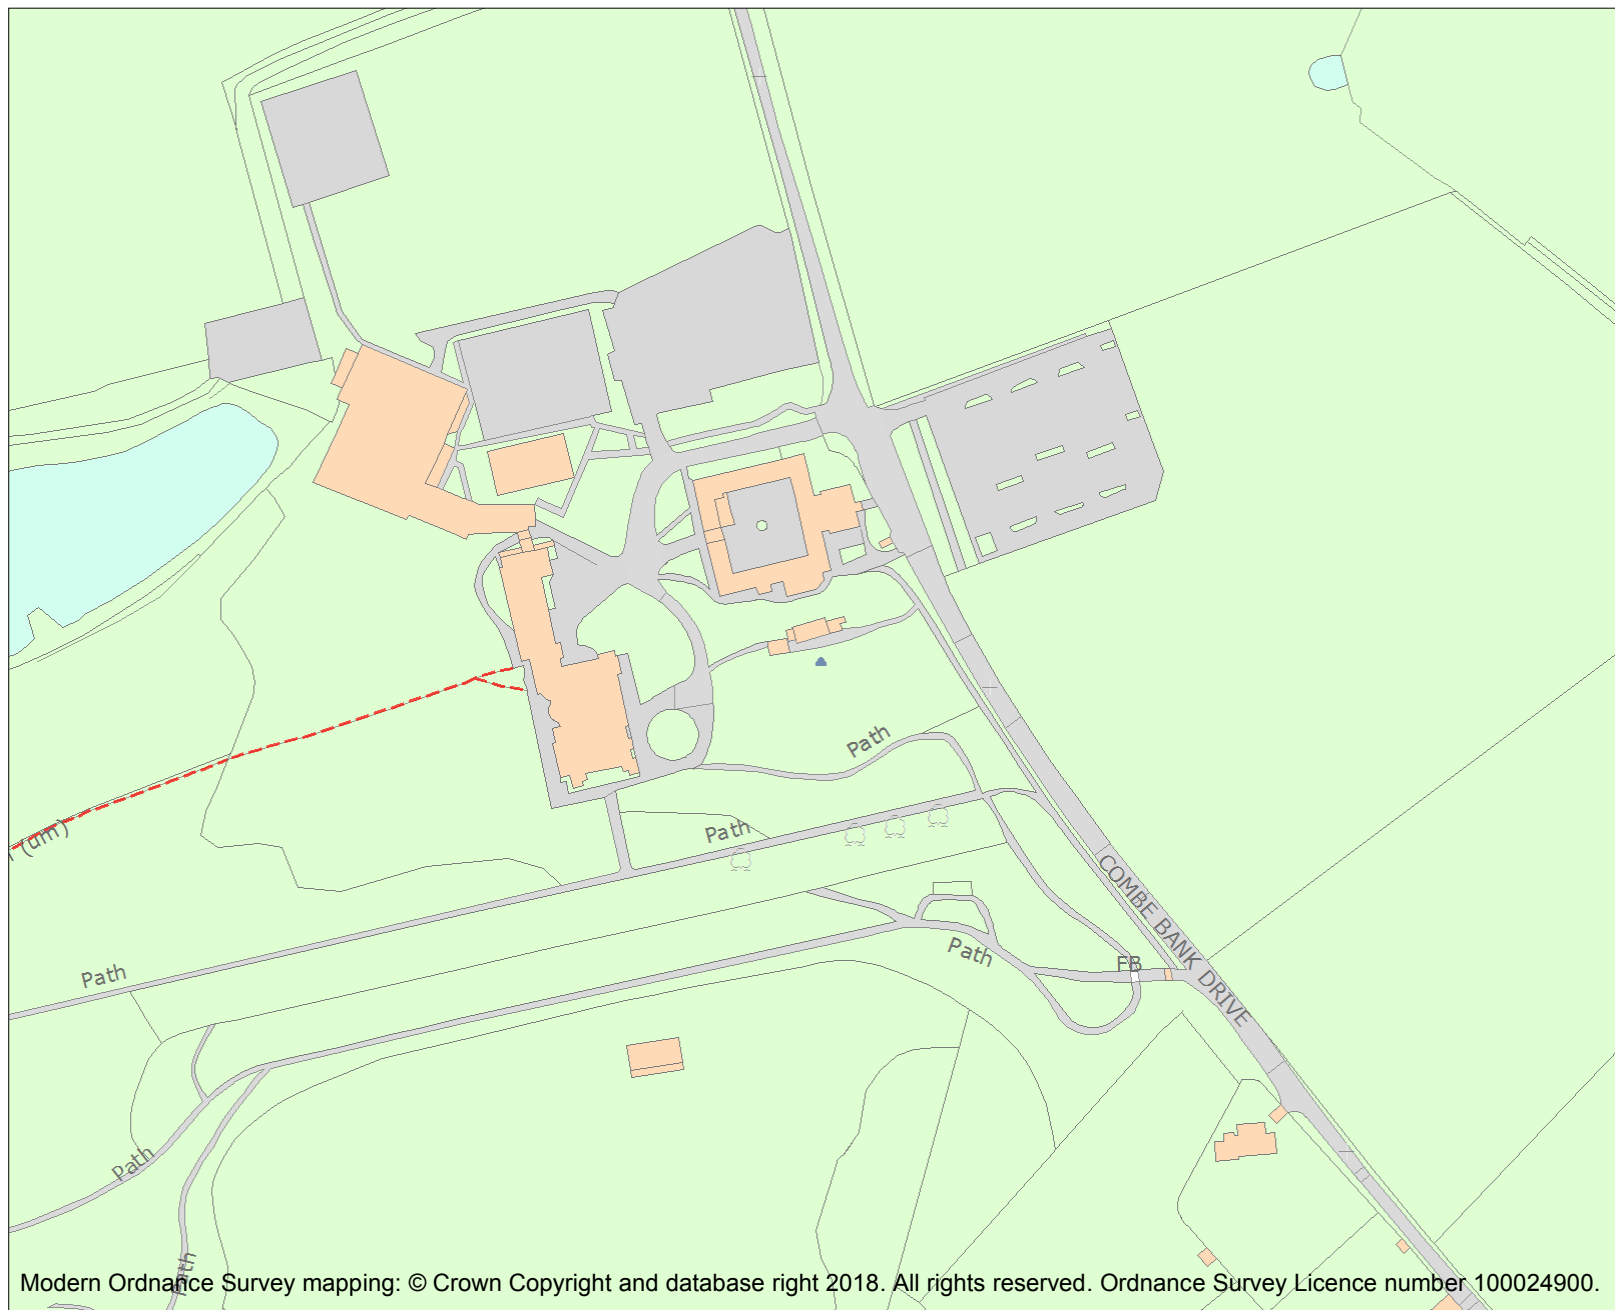 Path
Path
COMBE BANK DRIVE
(um)
Path
FB
Path
Path
Path
Modern Ordnance Survey mapping: © Crown Copyright and database right 2018. All rights reserved. Ordnance Survey Licence number 100024900.